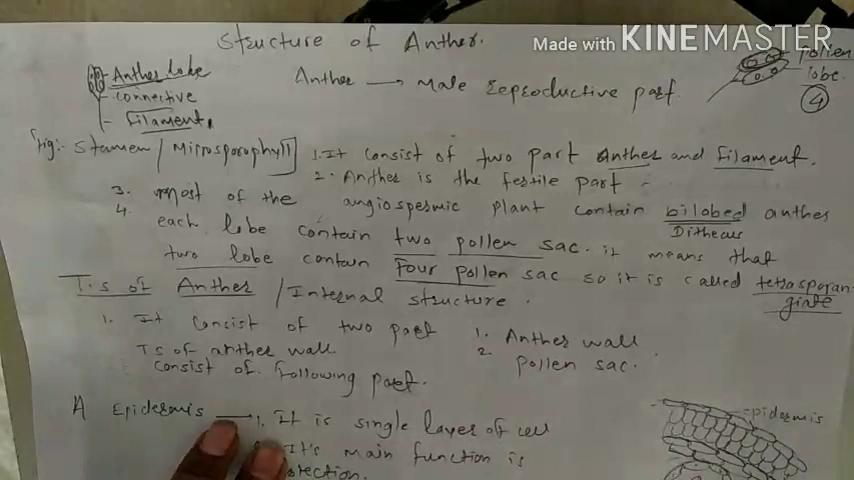 Structure of Anther.
Made with KINEMASTER
Anther → Male Reproductive part.
pollen
lobe.
4
Anther lobe
connective
Filament
fig:- Stamen / Microsporophyll
1. It consist of two part anther and filament.
2. Anther is the fertile part
3. most of the angiospermic plant contain bilobed anther
Dithecus
4. each lobe contain two pollen sac. it means that
two lobe contain four pollen sac so it is called tetrasporangiate
T.S of Anther / Internal structure.
1. It consist of two part
1. Anther wall
2. pollen sac.
TS of anther wall
consist of following part.
A Epidermis → 1. It is single layer of cell
It's main function is
epidermis